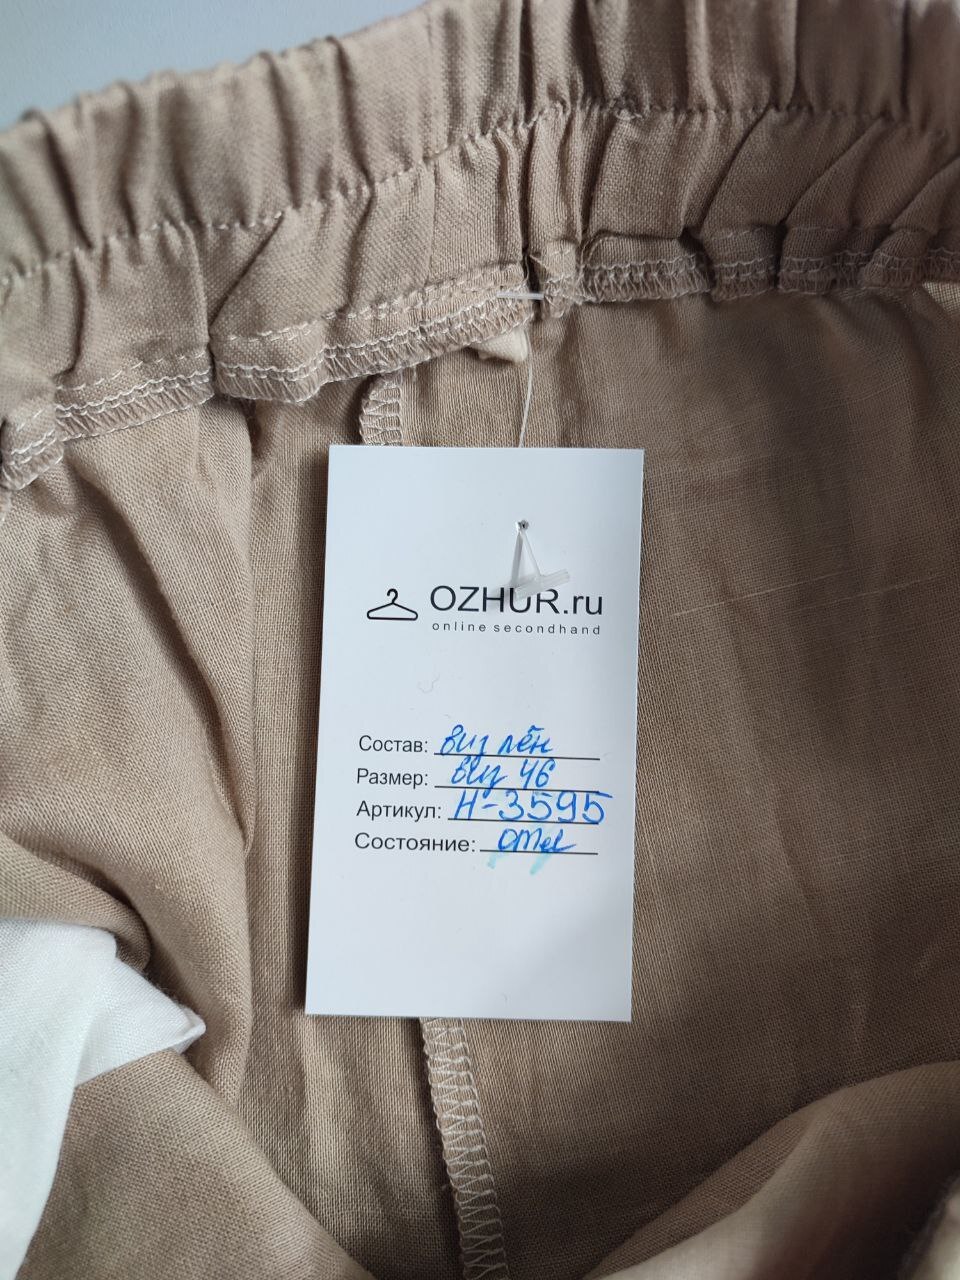 OZHUR.ru
online secondhand
Состав: виз лён
Размер: виз 46
Артикул: Н-3595
Состояние: отл